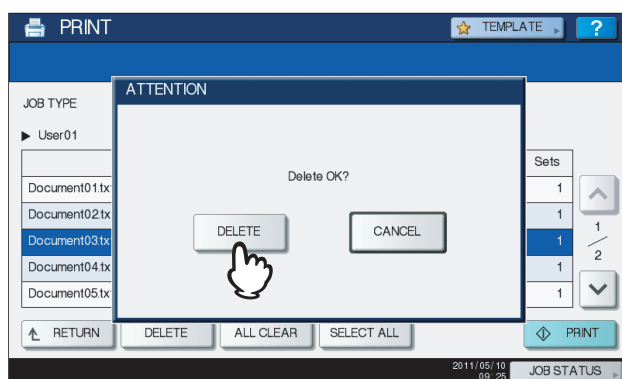 PRINT
TEMPLATE
?
ATTENTION
JOB TYPE
User01
Sets
Delete OK?
Document01.tx 1
Document02.tx 1
DELETE CANCEL
Document03.tx 1
1
2
Document04.tx 1
Document05.tx 1
RETURN DELETE ALL CLEAR SELECT ALL PRINT
2011/05/10
09:25
JOB STATUS